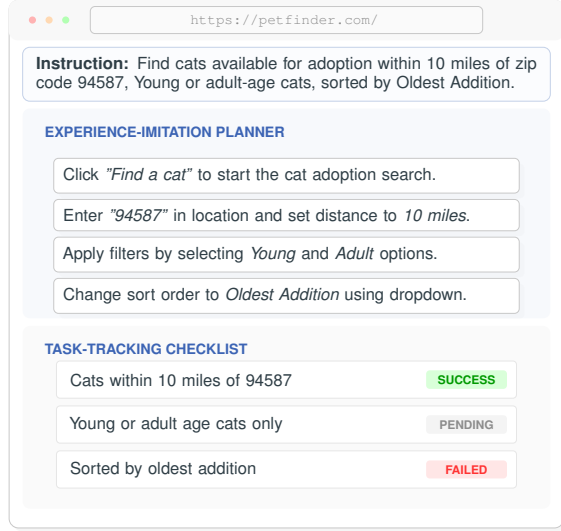 https://petfinder.com/
Instruction: Find cats available for adoption within 10 miles of zip
code 94587, Young or adult-age cats, sorted by Oldest Addition.
EXPERIENCE-IMITATION PLANNER
Click ”Find a cat” to start the cat adoption search.
Enter ”94587” in location and set distance to 10 miles.
Apply filters by selecting Young and Adult options.
Change sort order to Oldest Addition using dropdown.
TASK-TRACKING CHECKLIST
Cats within 10 miles of 94587 SUCCESS
Young or adult age cats only PENDING
Sorted by oldest addition FAILED